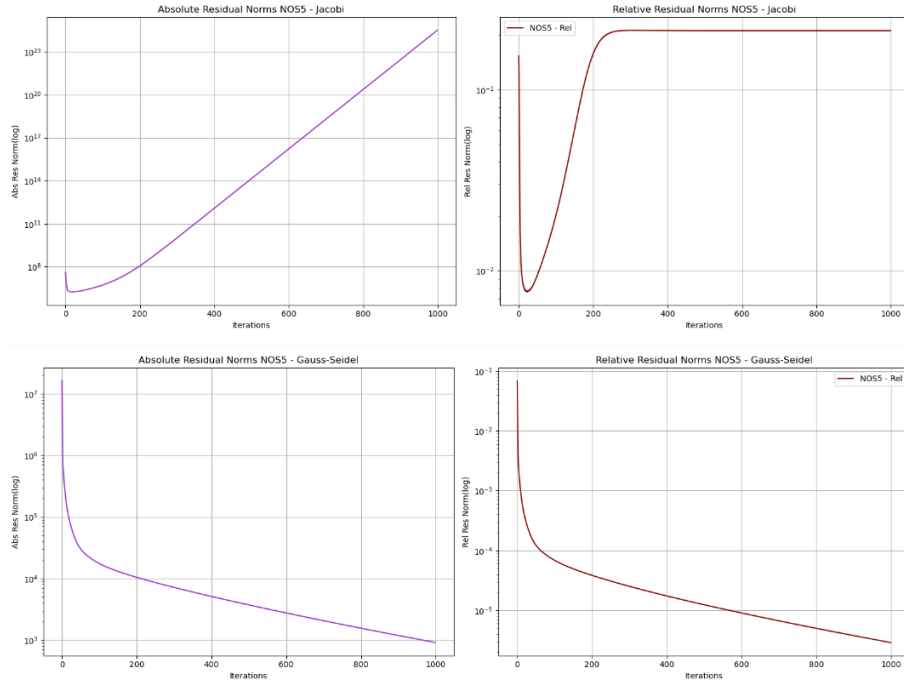 Absolute Residual Norms NOS5 - Jacobi
Abs Res Norm(log)
10^23
10^20
10^17
10^14
10^11
10^8
0 200 400 600 800 1000
Iterations
Relative Residual Norms NOS5 - Jacobi
NOS5 - Rel
Rel Res Norm(log)
10^-1
10^-2
0 200 400 600 800 1000
Iterations
Absolute Residual Norms NOS5 - Gauss-Seidel
Abs Res Norm(log)
10^7
10^6
10^5
10^4
10^3
0 200 400 600 800 1000
Iterations
Relative Residual Norms NOS5 - Gauss-Seidel
NOS5 - Rel
Rel Res Norm(log)
10^-1
10^-2
10^-3
10^-4
10^-5
0 200 400 600 800 1000
Iterations